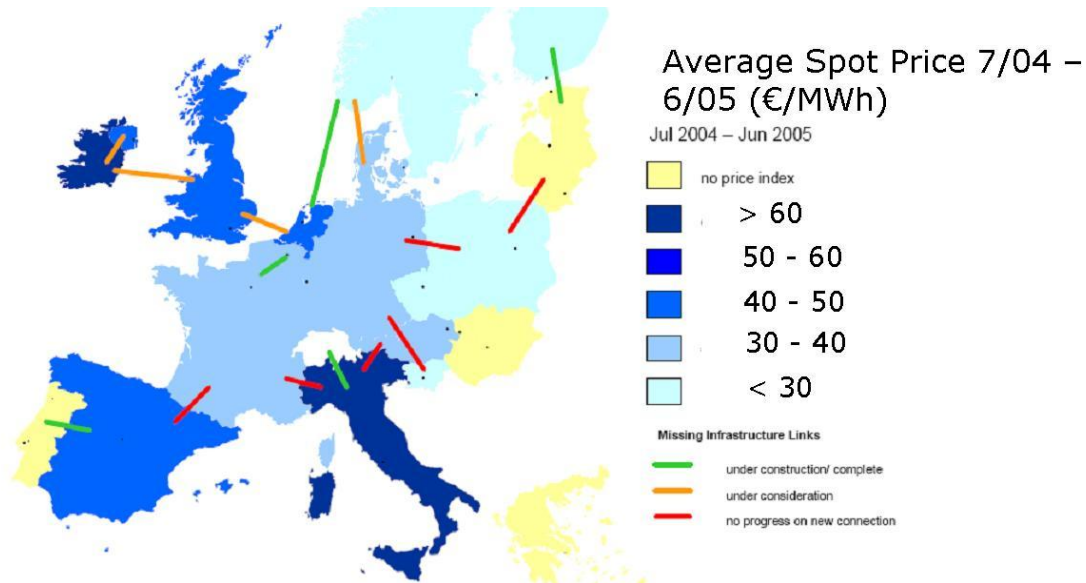 Average Spot Price 7/04 –
6/05 (€/MWh)
Jul 2004 – Jun 2005
no price index
> 60
50 - 60
40 - 50
30 - 40
< 30
Missing Infrastructure Links
under construction/ complete
under consideration
no progress on new connection